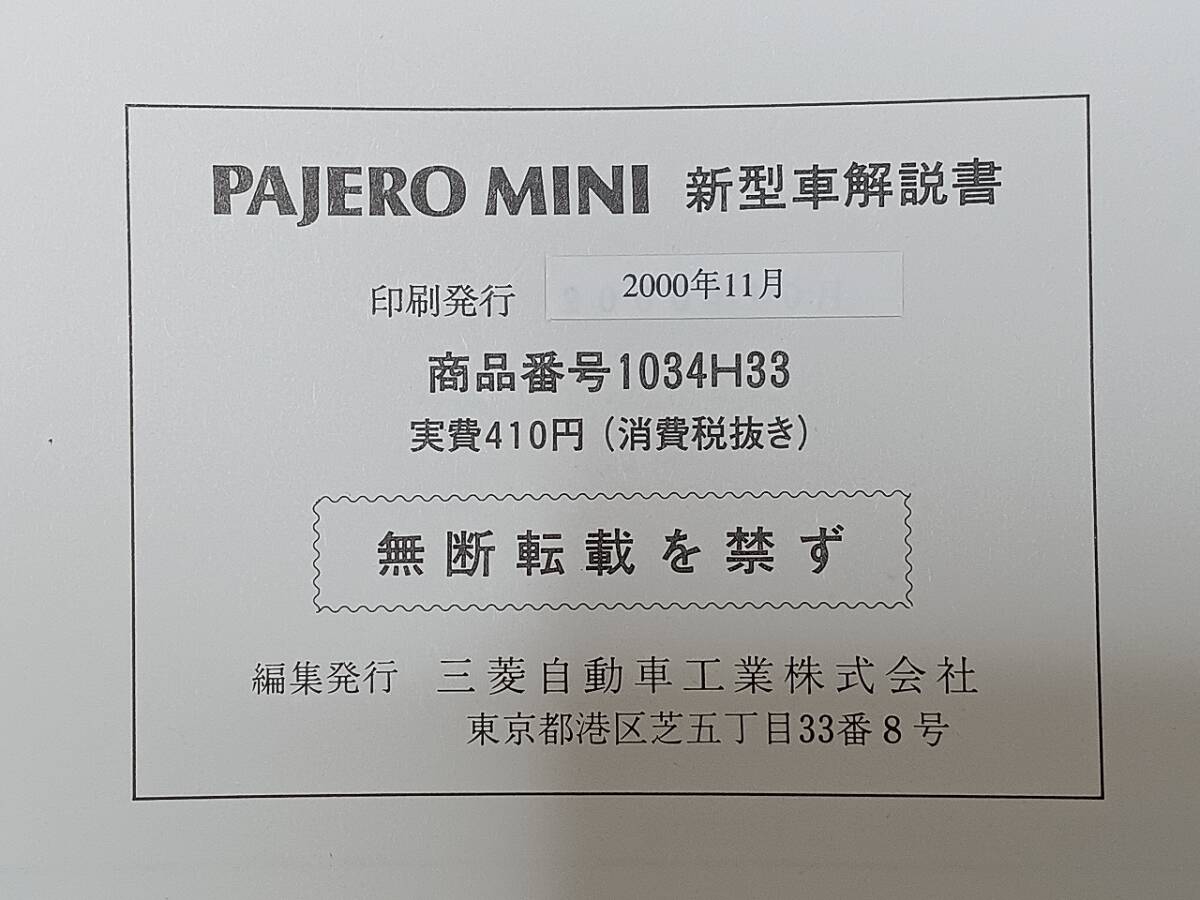 PAJERO MINI 新型車解説書
印刷発行 2000年11月
商品番号1034H33
実費410円(消費税抜き)
無断転載を禁ず
編集発行 三菱自動車工業株式会社
東京都港区芝五丁目33番8号